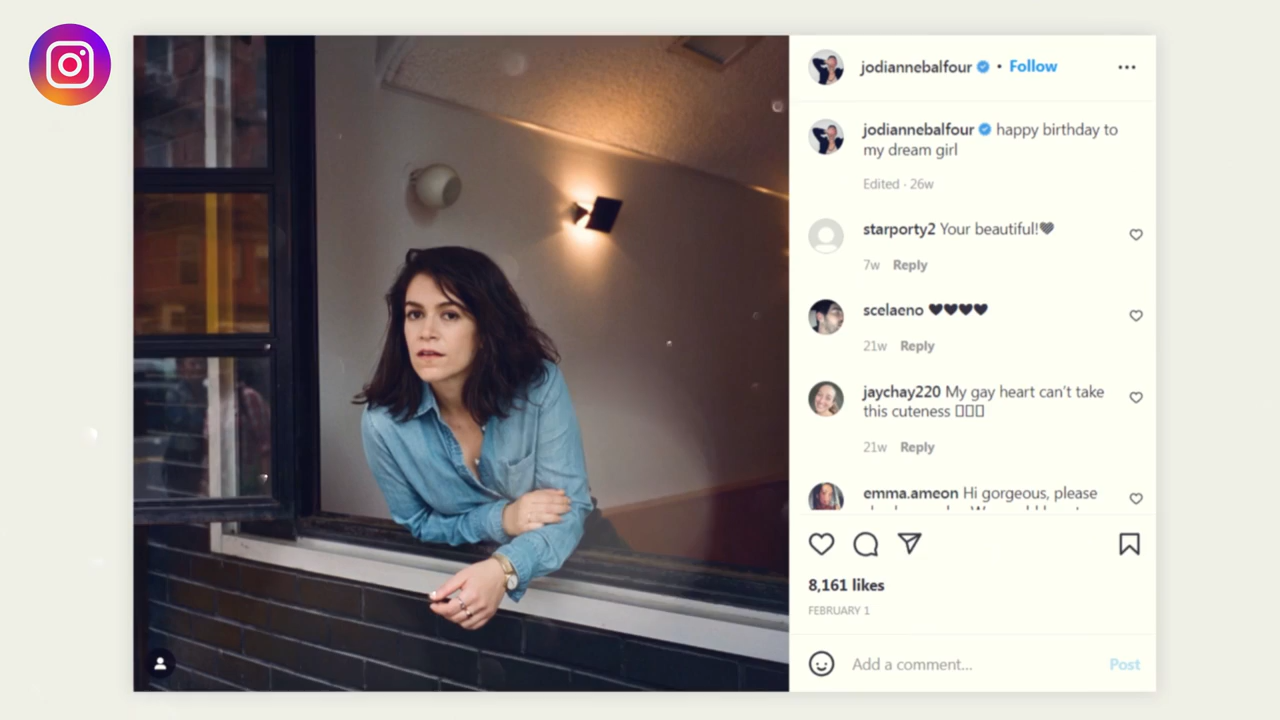 jodiannebalfour • Follow
jodiannebalfour happy birthday to
my dream girl
Edited · 26w
starporty2 Your beautiful!🖤
7w Reply
scelaeno 🖤🖤🖤🖤
21w Reply
jaychay220 My gay heart can't take
this cuteness ▯▯▯
21w Reply
emma.ameon Hi gorgeous, please
8,161 likes
FEBRUARY 1
Add a comment... Post